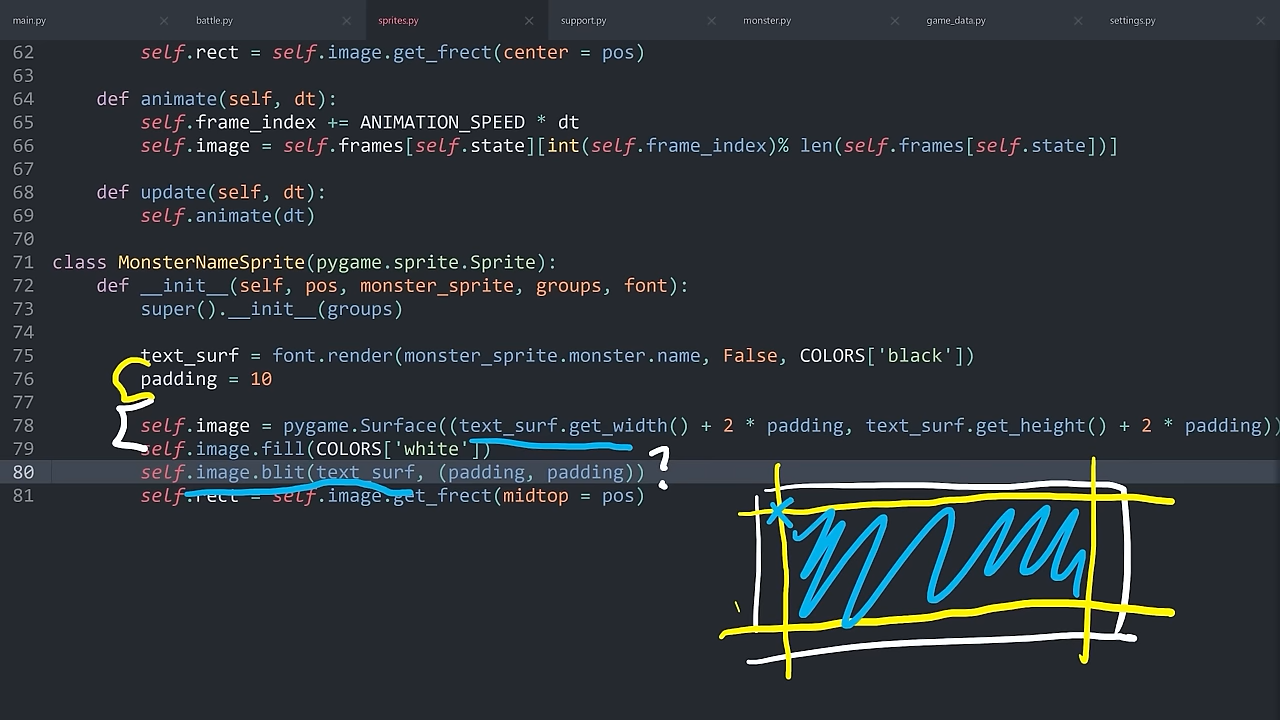 main.py battle.py sprites.py support.py monster.py game_data.py settings.py
62 self.rect = self.image.get_frect(center = pos)
63
64 def animate(self, dt):
65 self.frame_index += ANIMATION_SPEED * dt
66 self.image = self.frames[self.state][int(self.frame_index)% len(self.frames[self.state])]
67
68 def update(self, dt):
69 self.animate(dt)
70
71 class MonsterNameSprite(pygame.sprite.Sprite):
72 def __init__(self, pos, monster_sprite, groups, font):
73 super().__init__(groups)
74
75 text_surf = font.render(monster_sprite.monster.name, False, COLORS['black'])
76 padding = 10
77
78 self.image = pygame.Surface((text_surf.get_width() + 2 * padding, text_surf.get_height() + 2 * padding))
79 self.image.fill(COLORS['white'])
80 self.image.blit(text_surf, (padding, padding)) ?
81 self.rect = self.image.get_frect(midtop = pos)